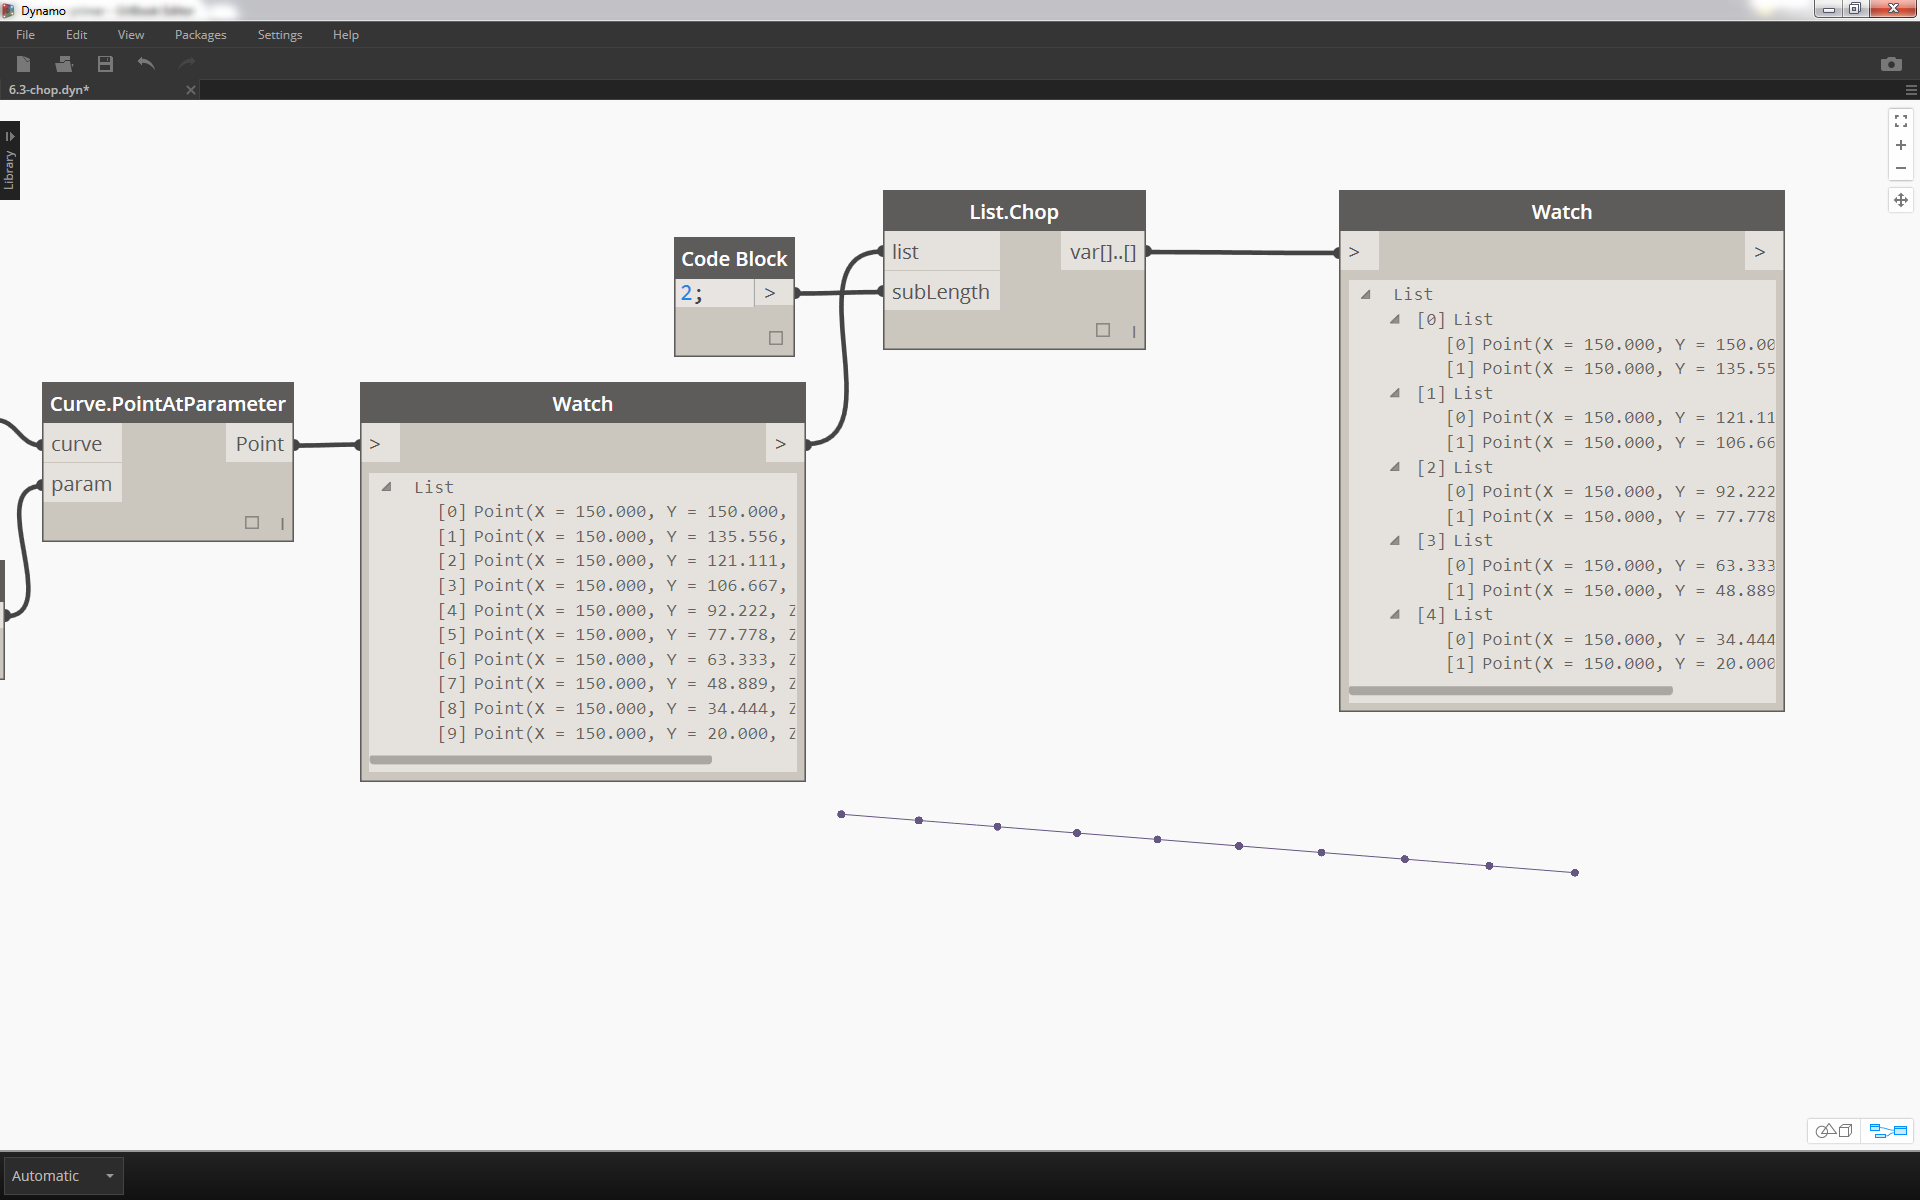 Dynamo
File Edit View Packages Settings Help
6.3-chop.dyn*
Library
List.Chop
list var[]..[]
subLength
Watch
> >
List
[0] List
[0] Point(X = 150.000, Y = 150.00
[1] Point(X = 150.000, Y = 135.55
[1] List
[0] Point(X = 150.000, Y = 121.11
[1] Point(X = 150.000, Y = 106.66
[2] List
[0] Point(X = 150.000, Y = 92.222
[1] Point(X = 150.000, Y = 77.778
[3] List
[0] Point(X = 150.000, Y = 63.333
[1] Point(X = 150.000, Y = 48.889
[4] List
[0] Point(X = 150.000, Y = 34.444
[1] Point(X = 150.000, Y = 20.000
Code Block
2; >
Curve.PointAtParameter
curve Point
param
Watch
> >
List
[0] Point(X = 150.000, Y = 150.000,
[1] Point(X = 150.000, Y = 135.556,
[2] Point(X = 150.000, Y = 121.111,
[3] Point(X = 150.000, Y = 106.667,
[4] Point(X = 150.000, Y = 92.222, Z
[5] Point(X = 150.000, Y = 77.778, Z
[6] Point(X = 150.000, Y = 63.333, Z
[7] Point(X = 150.000, Y = 48.889, Z
[8] Point(X = 150.000, Y = 34.444, Z
[9] Point(X = 150.000, Y = 20.000, Z
Automatic